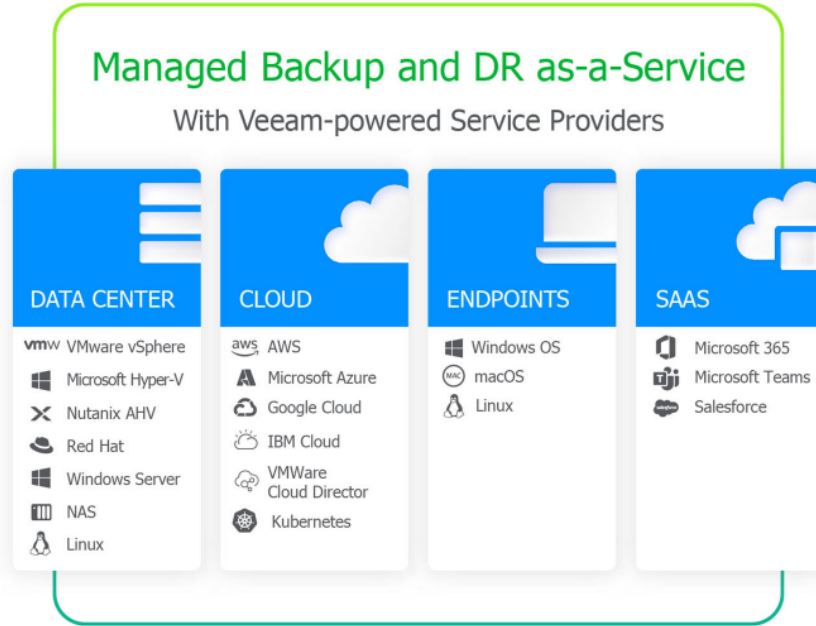 Managed Backup and DR as-a-Service
With Veeam-powered Service Providers
DATA CENTER
vmw VMware vSphere
Microsoft Hyper-V
Nutanix AHV
Red Hat
Windows Server
NAS
Linux
CLOUD
aws AWS
Microsoft Azure
Google Cloud
IBM Cloud
VMWare
Cloud Director
Kubernetes
ENDPOINTS
Windows OS
MAC macOS
Linux
SAAS
Microsoft 365
Microsoft Teams
salesforce Salesforce